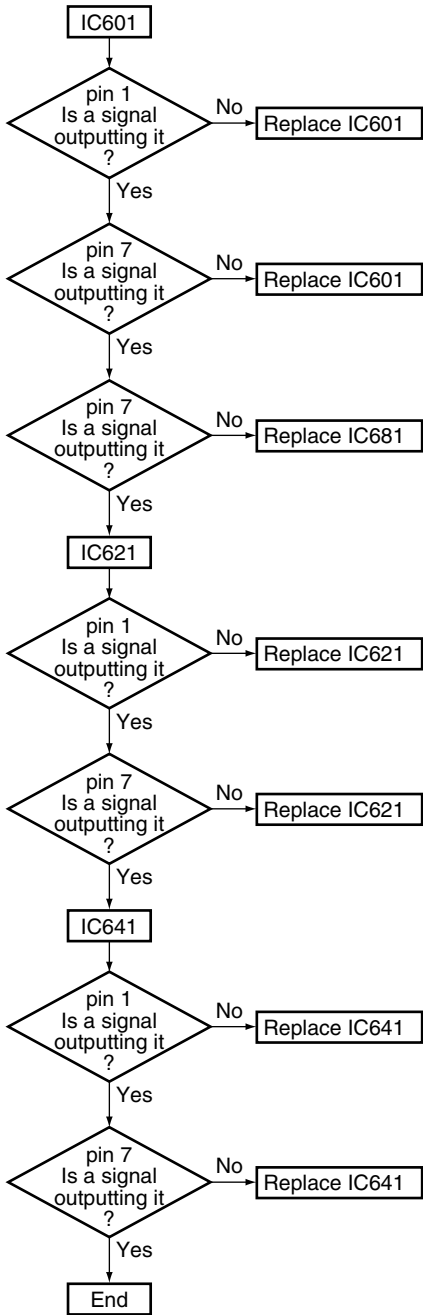 IC601
pin 1
Is a signal
outputting it
?
No
Replace IC601
Yes
pin 7
Is a signal
outputting it
?
No
Replace IC601
Yes
pin 7
Is a signal
outputting it
?
No
Replace IC681
Yes
IC621
pin 1
Is a signal
outputting it
?
No
Replace IC621
Yes
pin 7
Is a signal
outputting it
?
No
Replace IC621
Yes
IC641
pin 1
Is a signal
outputting it
?
No
Replace IC641
Yes
pin 7
Is a signal
outputting it
?
No
Replace IC641
Yes
End